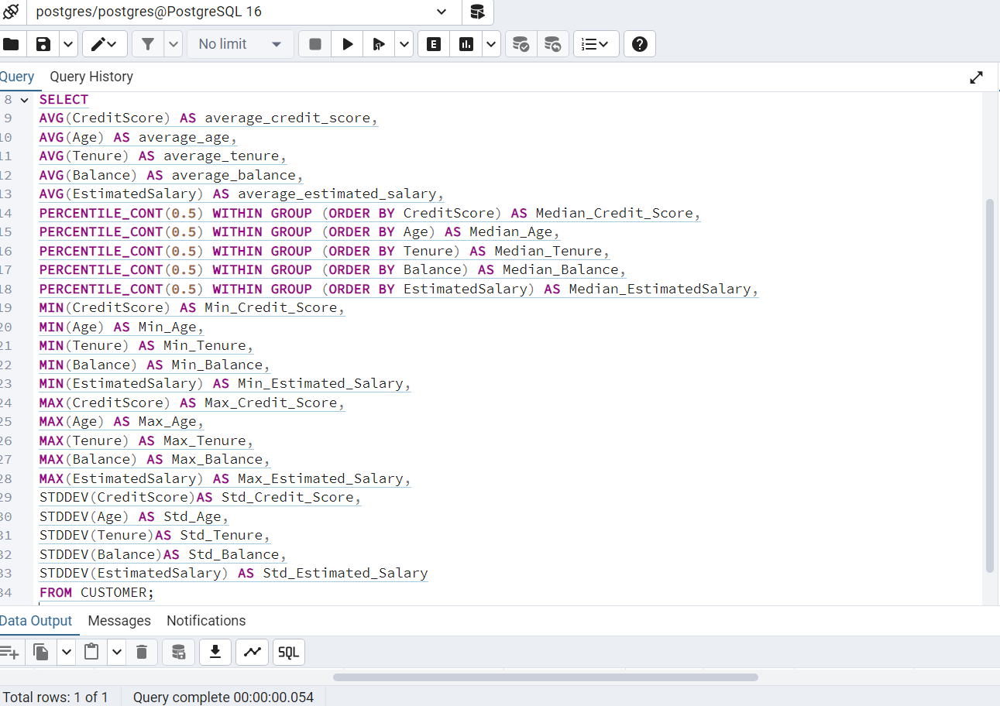 postgres/postgres@PostgreSQL 16
No limit
E
Query Query History
8 SELECT
9 AVG(CreditScore) AS average_credit_score,
10 AVG(Age) AS average_age,
11 AVG(Tenure) AS average_tenure,
12 AVG(Balance) AS average_balance,
13 AVG(EstimatedSalary) AS average_estimated_salary,
14 PERCENTILE_CONT(0.5) WITHIN GROUP (ORDER BY CreditScore) AS Median_Credit_Score,
15 PERCENTILE_CONT(0.5) WITHIN GROUP (ORDER BY Age) AS Median_Age,
16 PERCENTILE_CONT(0.5) WITHIN GROUP (ORDER BY Tenure) AS Median_Tenure,
17 PERCENTILE_CONT(0.5) WITHIN GROUP (ORDER BY Balance) AS Median_Balance,
18 PERCENTILE_CONT(0.5) WITHIN GROUP (ORDER BY EstimatedSalary) AS Median_EstimatedSalary,
19 MIN(CreditScore) AS Min_Credit_Score,
20 MIN(Age) AS Min_Age,
21 MIN(Tenure) AS Min_Tenure,
22 MIN(Balance) AS Min_Balance,
23 MIN(EstimatedSalary) AS Min_Estimated_Salary,
24 MAX(CreditScore) AS Max_Credit_Score,
25 MAX(Age) AS Max_Age,
26 MAX(Tenure) AS Max_Tenure,
27 MAX(Balance) AS Max_Balance,
28 MAX(EstimatedSalary) AS Max_Estimated_Salary,
29 STDDEV(CreditScore)AS Std_Credit_Score,
30 STDDEV(Age) AS Std_Age,
31 STDDEV(Tenure)AS Std_Tenure,
32 STDDEV(Balance)AS Std_Balance,
33 STDDEV(EstimatedSalary) AS Std_Estimated_Salary
34 FROM CUSTOMER;
Data Output Messages Notifications
SQL
Total rows: 1 of 1 Query complete 00:00:00.054